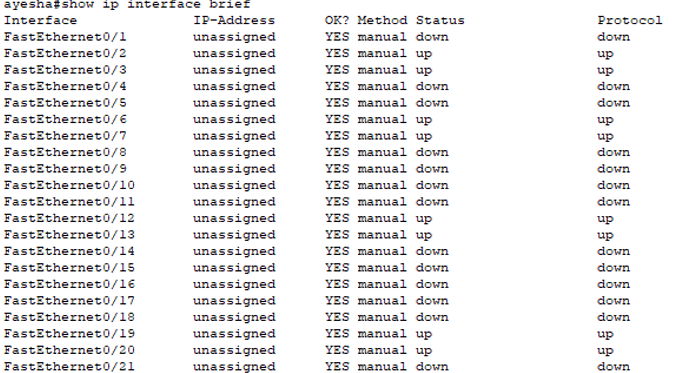 ayesha#show ip interface brief
Interface IP-Address OK? Method Status Protocol
FastEthernet0/1 unassigned YES manual down down
FastEthernet0/2 unassigned YES manual up up
FastEthernet0/3 unassigned YES manual up up
FastEthernet0/4 unassigned YES manual down down
FastEthernet0/5 unassigned YES manual down down
FastEthernet0/6 unassigned YES manual up up
FastEthernet0/7 unassigned YES manual up up
FastEthernet0/8 unassigned YES manual down down
FastEthernet0/9 unassigned YES manual down down
FastEthernet0/10 unassigned YES manual down down
FastEthernet0/11 unassigned YES manual down down
FastEthernet0/12 unassigned YES manual up up
FastEthernet0/13 unassigned YES manual up up
FastEthernet0/14 unassigned YES manual down down
FastEthernet0/15 unassigned YES manual down down
FastEthernet0/16 unassigned YES manual down down
FastEthernet0/17 unassigned YES manual down down
FastEthernet0/18 unassigned YES manual down down
FastEthernet0/19 unassigned YES manual up up
FastEthernet0/20 unassigned YES manual up up
FastEthernet0/21 unassigned YES manual down down